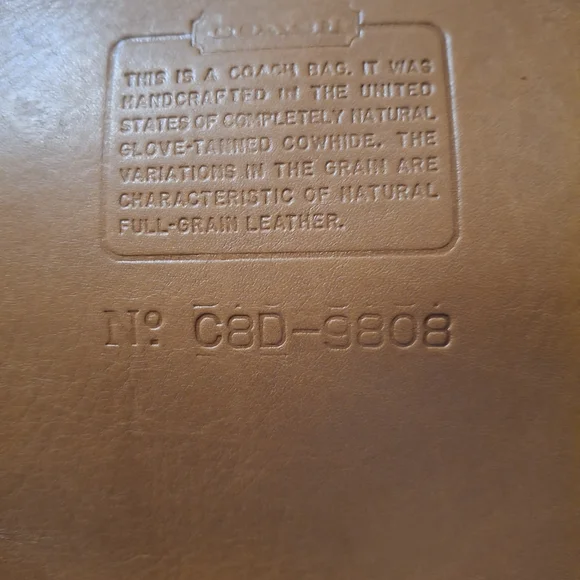 COACH
THIS IS A COACH BAG. IT WAS
HANDCRAFTED IN THE UNITED
STATES OF COMPLETELY NATURAL
GLOVE-TANNED COWHIDE. THE
VARIATIONS IN THE GRAIN ARE
CHARACTERISTIC OF NATURAL
FULL-GRAIN LEATHER.
Nº C8D-9808